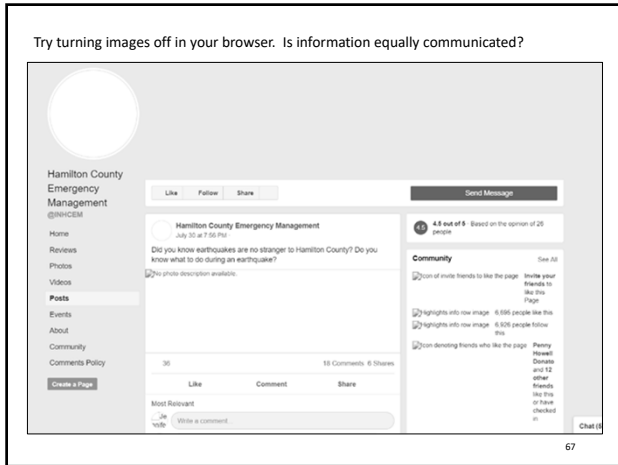 Try turning images off in your browser.  Is information equally communicated?
Hamilton County
Emergency
Management
@INHCEM
Home
Reviews
Photos
Videos
Posts
Events
About
Community
Comments Policy
Create a Page
Like Follow Share
Send Message
Hamilton County Emergency Management
July 30 at 7:56 PM ·
Did you know earthquakes are no stranger to Hamilton County? Do you
know what to do during an earthquake?
No photo description available.
36
18 Comments 6 Shares
Like Comment Share
Most Relevant
Write a comment...
4.5
4.5 out of 5 · Based on the opinion of 26
people
Community See All
Icon of invite friends to like the page
Invite your
friends to
like this
Page
Highlights info row image 6,695 people like this
Highlights info row image 6,926 people follow
this
Icon denoting friends who like the page
Penny
Howell
Donato
and 12
other
friends
like this
or have
checked
in
Chat (5
67